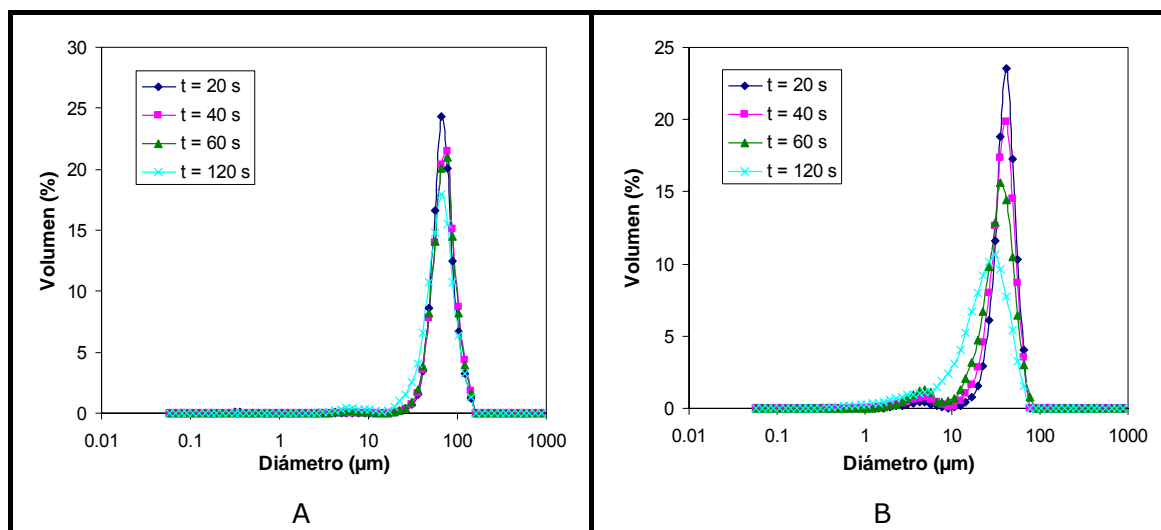 30
25
20
15
10
5
0
Volumen (%)
t = 20 s
t = 40 s
t = 60 s
t = 120 s
0.01 0.1 1 10 100 1000
Diámetro (µm)
A
25
20
15
10
5
0
Volumen (%)
t = 20 s
t = 40 s
t = 60 s
t = 120 s
0.01 0.1 1 10 100 1000
Diámetro (µm)
B